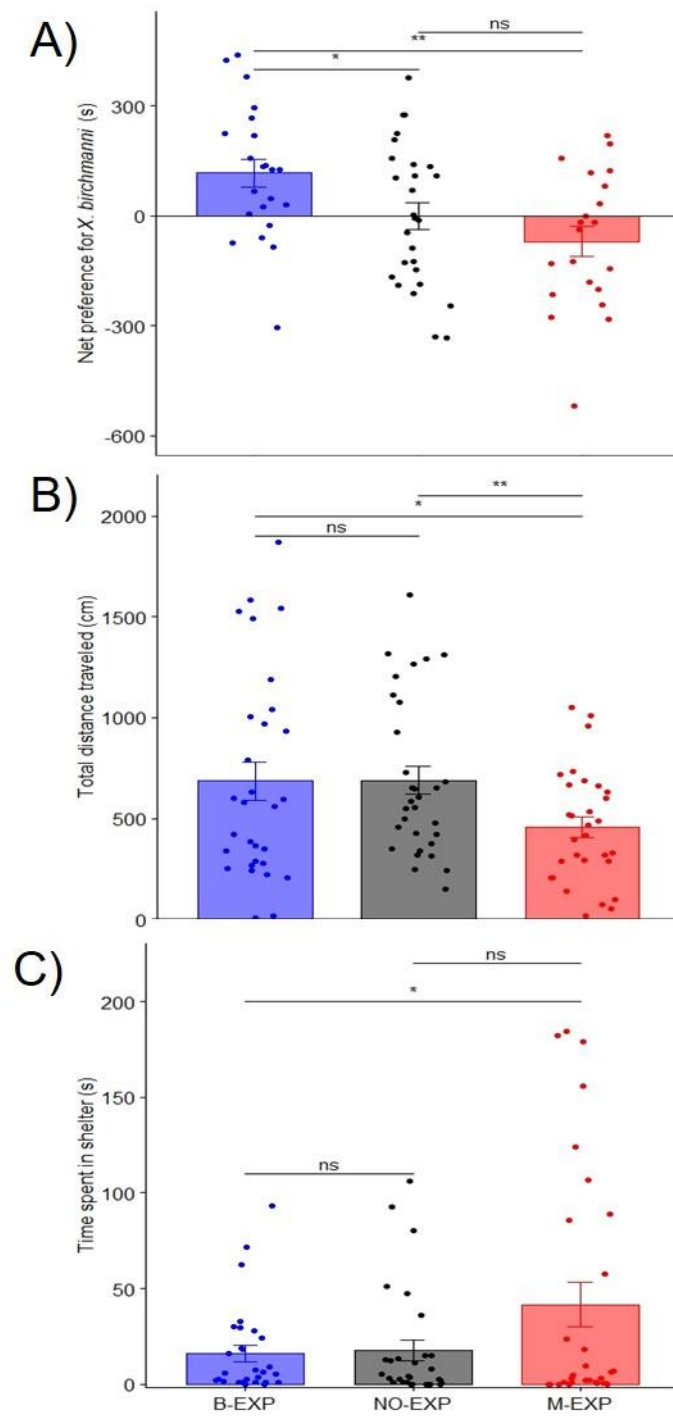 A)
ns
**
*
Net preference for X. birchmanni (s)
300
0
-300
-600
B)
**
*
ns
Total distance traveled (cm)
2000
1500
1000
500
0
C)
ns
*
ns
Time spent in shelter (s)
200
150
100
50
0
B-EXP NO-EXP M-EXP